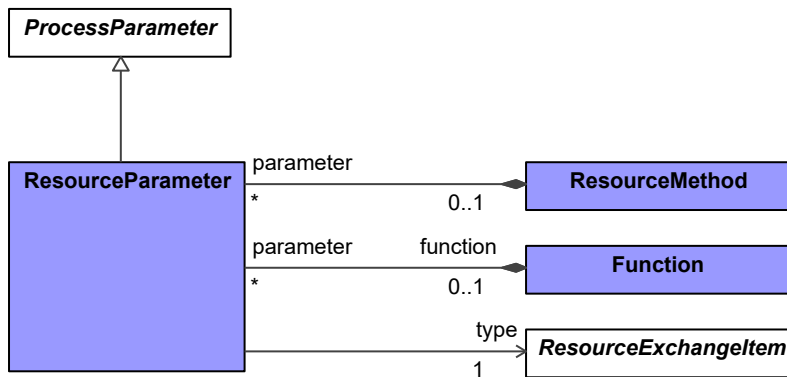 ProcessParameter
ResourceParameter
parameter
*
0..1
ResourceMethod
parameter
function
*
0..1
Function
type
1
ResourceExchangeItem